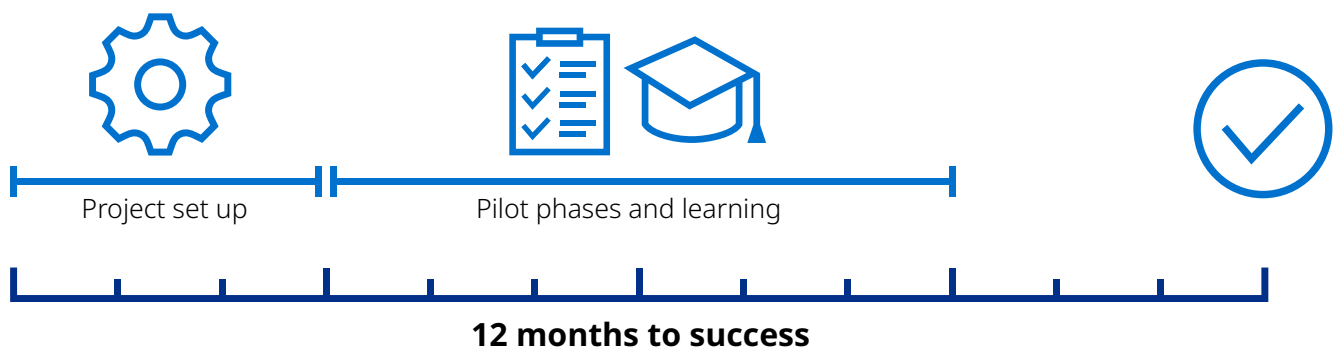 Project set up
Pilot phases and learning
12 months to success